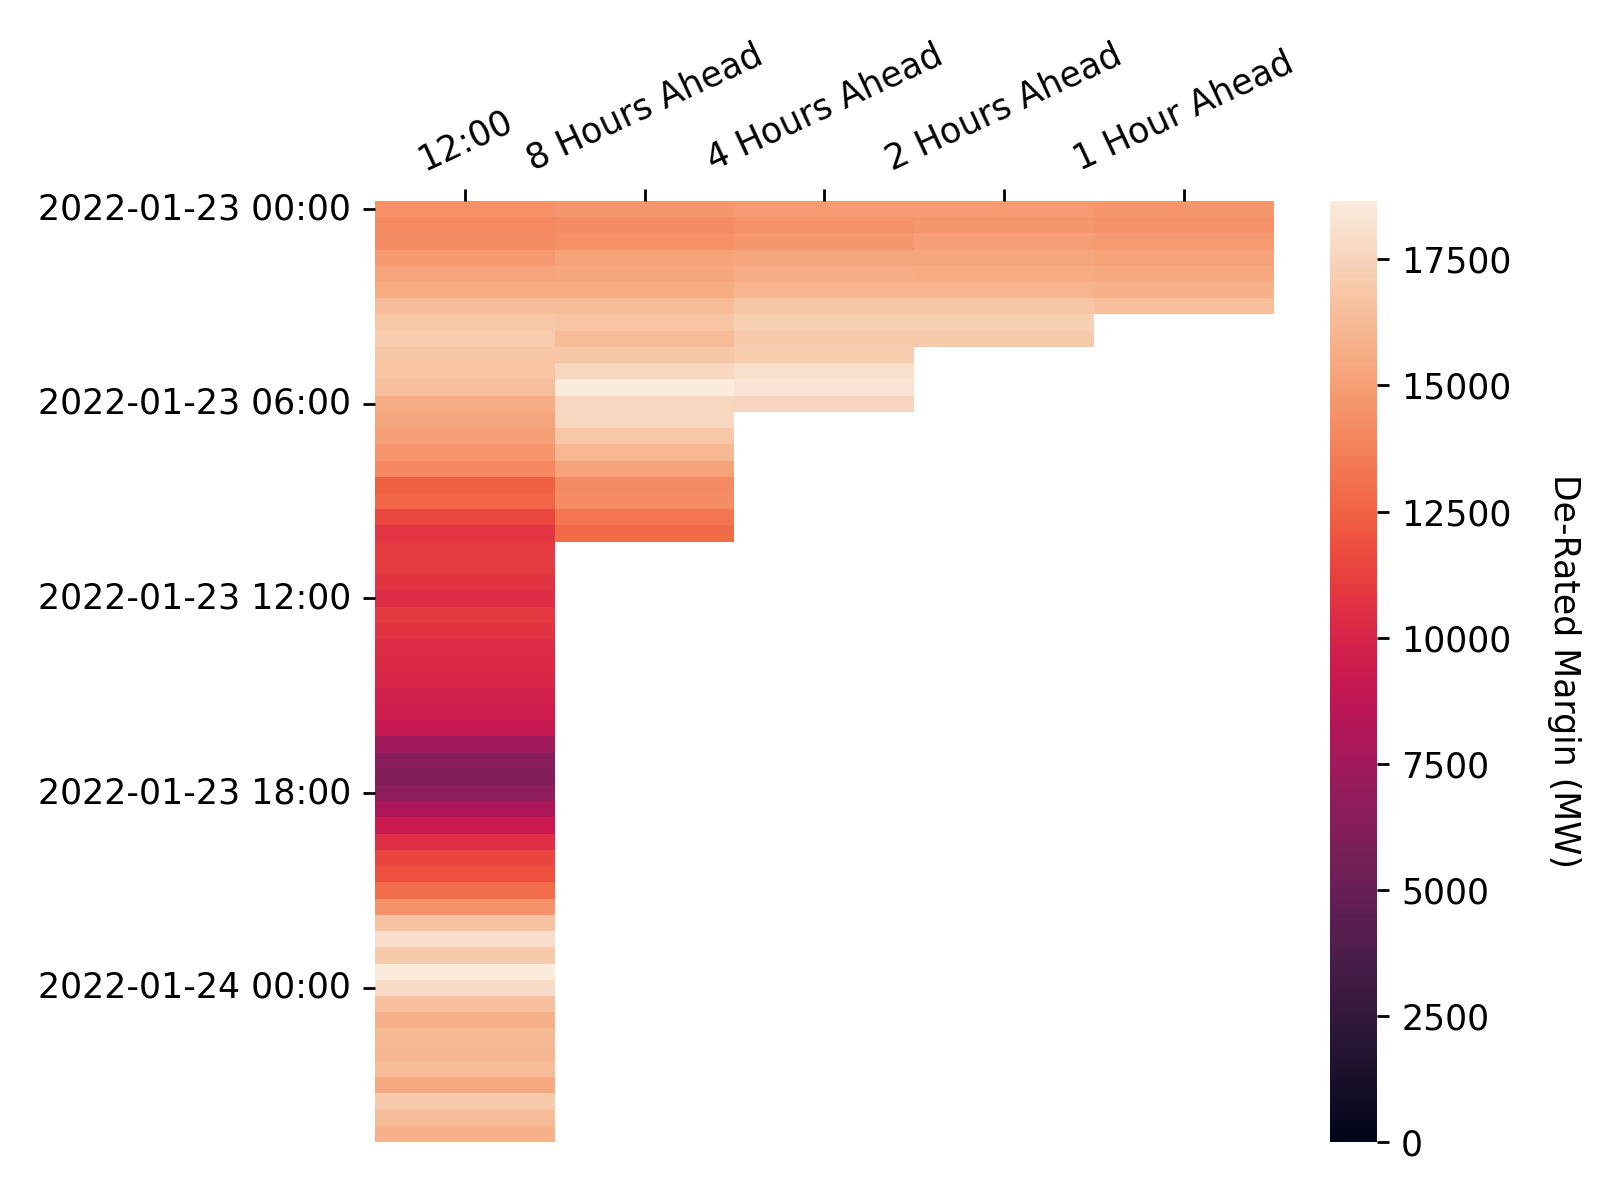 12:00
8 Hours Ahead
4 Hours Ahead
2 Hours Ahead
1 Hour Ahead
2022-01-23 00:00
2022-01-23 06:00
2022-01-23 12:00
2022-01-23 18:00
2022-01-24 00:00
17500
15000
12500
10000
7500
5000
2500
0
De-Rated Margin (MW)